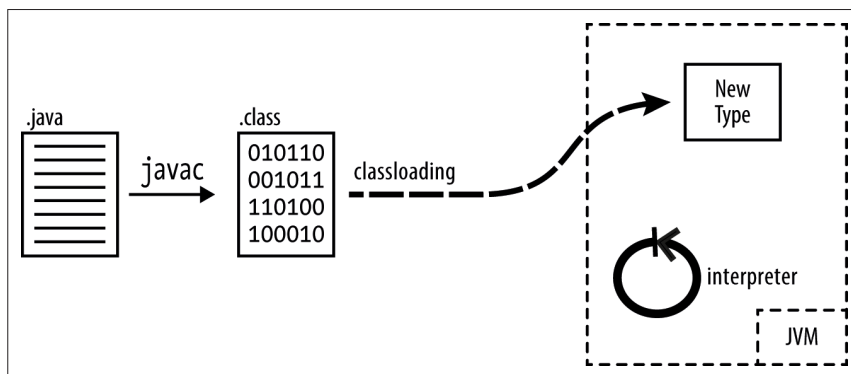 .java
javac
.class
010110
001011
110100
100010
classloading
New
Type
interpreter
JVM